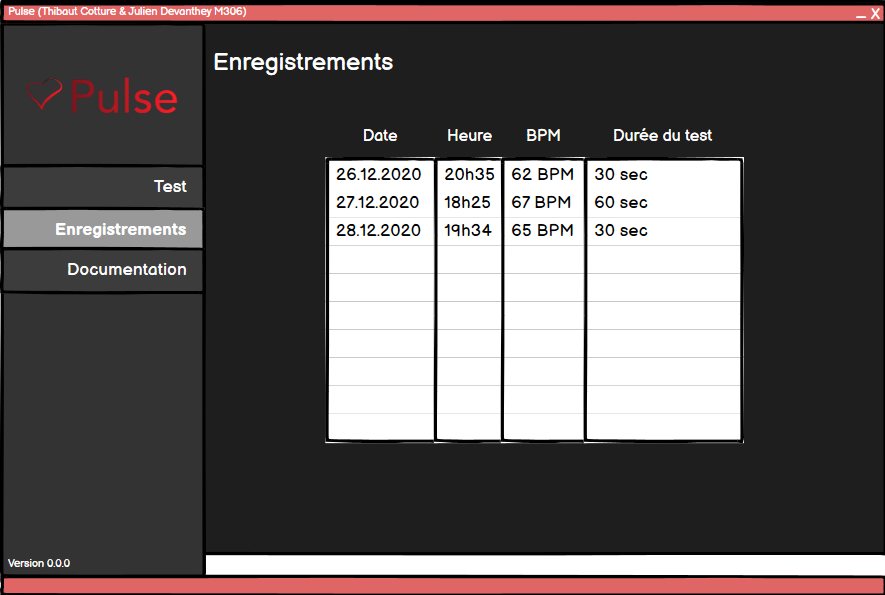 Pulse (Thibaut Cotture & Julien Devanthey M306)
_ X
Pulse
Test
Enregistrements
Documentation
Version 0.0.0
Enregistrements
Date Heure BPM Durée du test
26.12.2020 20h35 62 BPM 30 sec
27.12.2020 18h25 67 BPM 60 sec
28.12.2020 19h34 65 BPM 30 sec